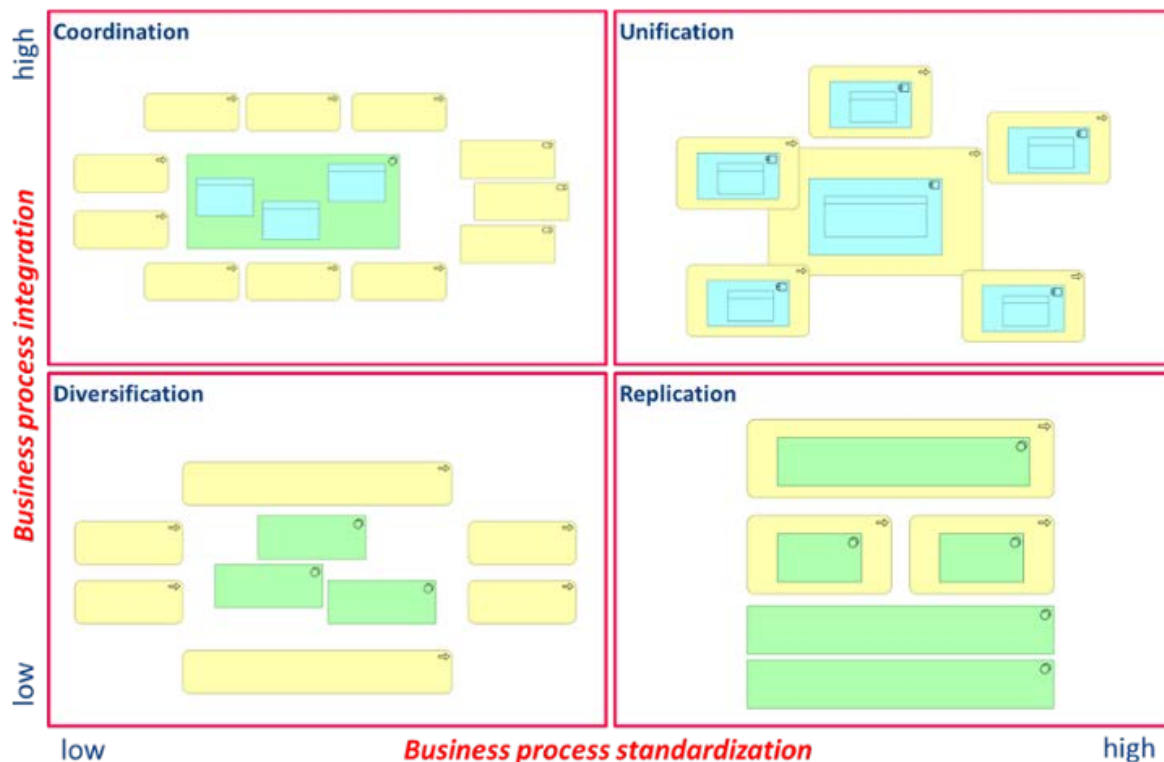 high
Coordination
Unification
Business process integration
Diversification
Replication
low
low
Business process standardization
high